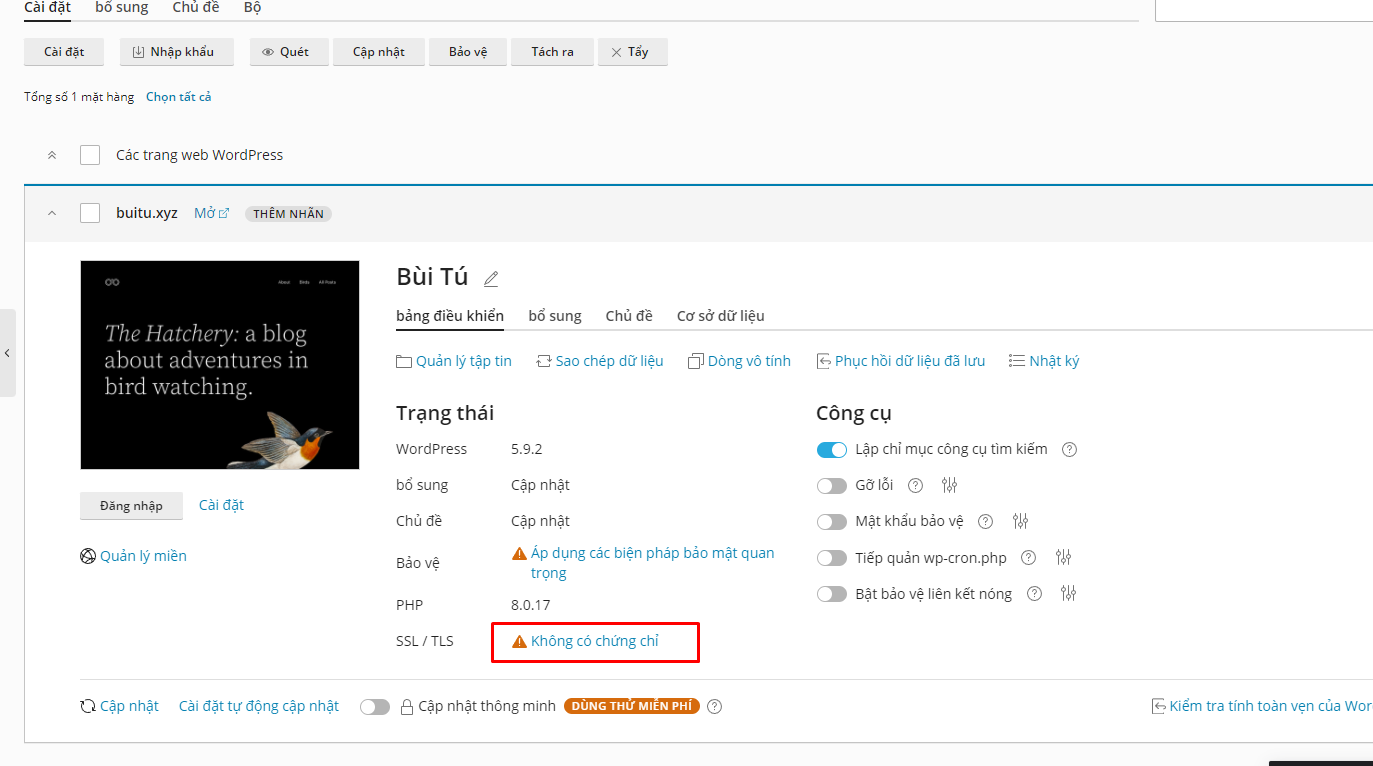 Cài đặt bổ sung Chủ đề Bộ
Cài đặt Nhập khẩu Quét Cập nhật Bảo vệ Tách ra Tẩy
Tổng số 1 mặt hàng Chọn tất cả
Các trang web WordPress
buitu.xyz Mở THÊM NHÃN
About Birds All Posts
The Hatchery: a blog
about adventures in
bird watching.
Đăng nhập Cài đặt
Quản lý miền
Bùi Tú
bảng điều khiển bổ sung Chủ đề Cơ sở dữ liệu
Quản lý tập tin Sao chép dữ liệu Dòng vô tính Phục hồi dữ liệu đã lưu Nhật ký
Trạng thái
WordPress 5.9.2
bổ sung Cập nhật
Chủ đề Cập nhật
Bảo vệ Áp dụng các biện pháp bảo mật quan
trọng
PHP 8.0.17
SSL / TLS Không có chứng chỉ
Công cụ
Lập chỉ mục công cụ tìm kiếm
Gỡ lỗi
Mật khẩu bảo vệ
Tiếp quản wp-cron.php
Bật bảo vệ liên kết nóng
Cập nhật Cài đặt tự động cập nhật Cập nhật thông minh DÙNG THỬ MIỄN PHÍ Kiểm tra tính toàn vẹn của Wor